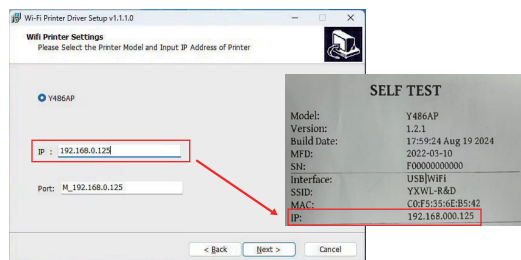 Wi-Fi Printer Driver Setup v1.1.1.0
Wifi Printer Settings
Please Select the Printer Model and Input IP Address of Printer
Y486AP
IP : 192.168.0.125
Port: M_192.168.0.125
< Back
Next >
Cancel
SELF TEST
Model: Y486AP
Version: 1.2.1
Build Date: 17:59:24 Aug 19 2024
MFD: 2022-03-10
SN: F00000000000
Interface: USB|WiFi
SSID: YXWL-R&D
MAC: C0:F5:35:6E:B5:42
IP: 192.168.000.125